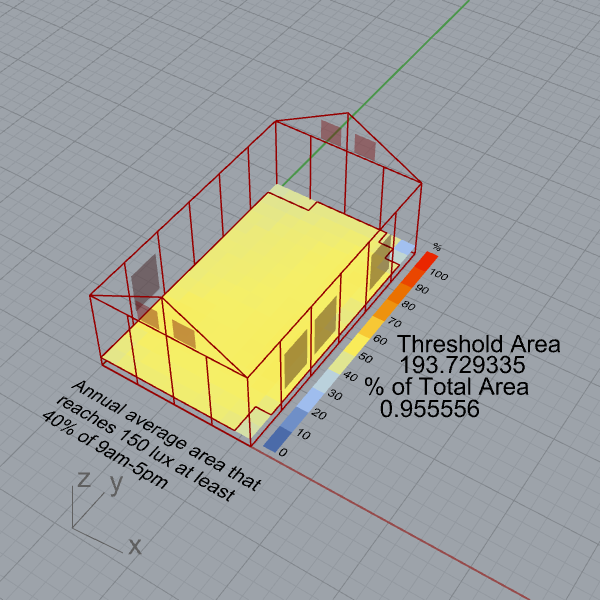 %
100
90
80
70
60
50
40
30
20
10
0
Threshold Area
193.729335
% of Total Area
0.955556
Annual average area that
reaches 150 lux at least
40% of 9am-5pm
z
y
x